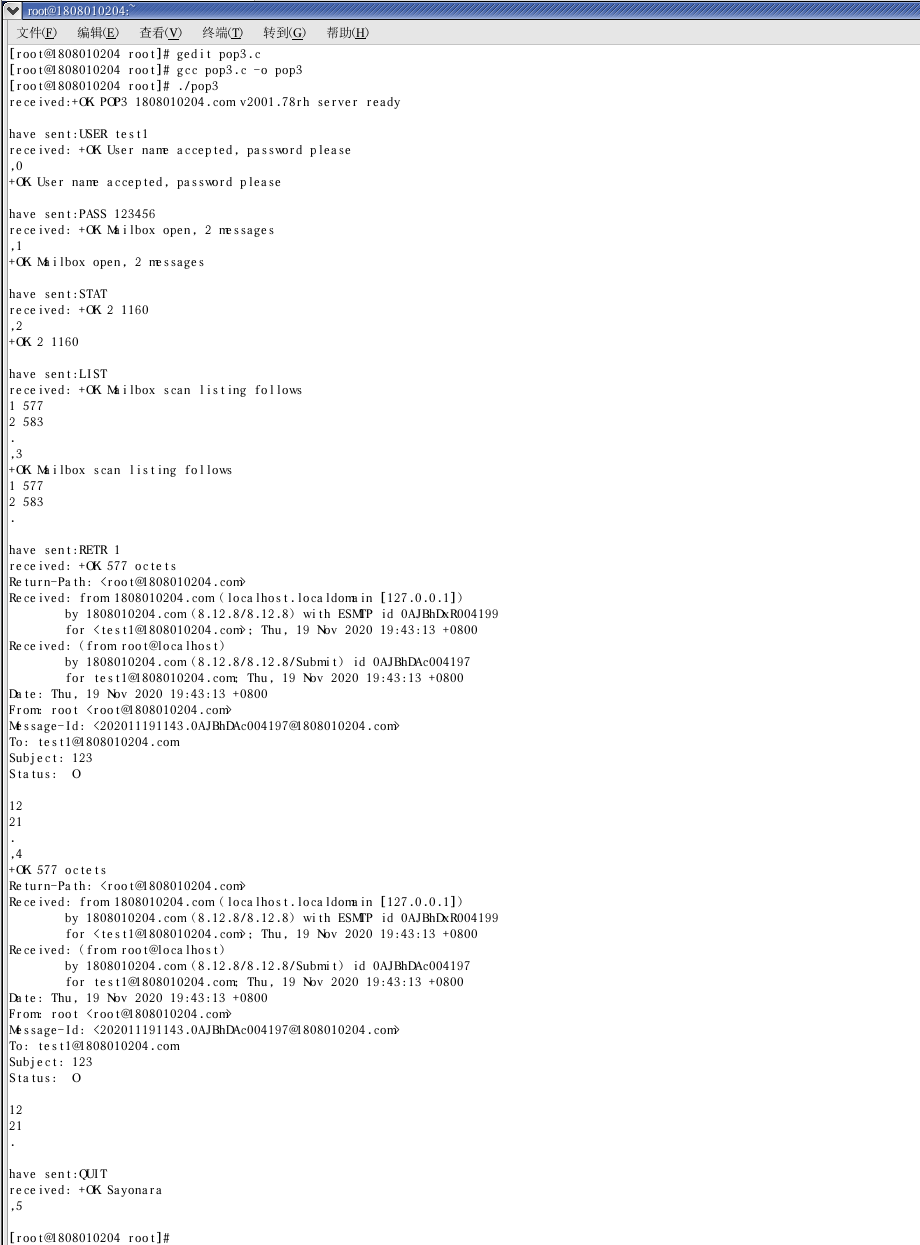 root@1808010204:~
文件(F) 编辑(E) 查看(V) 终端(T) 转到(G) 帮助(H)
[root@1808010204 root]# gedit pop3.c
[root@1808010204 root]# gcc pop3.c -o pop3
[root@1808010204 root]# ./pop3
received:+OK POP3 1808010204.com v2001.78rh server ready
have sent:USER test1
received: +OK User name accepted, password please
,0
+OK User name accepted, password please
have sent:PASS 123456
received: +OK Mailbox open, 2 messages
,1
+OK Mailbox open, 2 messages
have sent:STAT
received: +OK 2 1160
,2
+OK 2 1160
have sent:LIST
received: +OK Mailbox scan listing follows
1 577
2 583
.
,3
+OK Mailbox scan listing follows
1 577
2 583
.
have sent:RETR 1
received: +OK 577 octets
Return-Path: <root@1808010204.com>
Received: from 1808010204.com (localhost.localdomain [127.0.0.1])
by 1808010204.com (8.12.8/8.12.8) with ESMTP id 0AJBhDxR004199
for <test1@1808010204.com>; Thu, 19 Nov 2020 19:43:13 +0800
Received: (from root@localhost)
by 1808010204.com (8.12.8/8.12.8/Submit) id 0AJBhDAc004197
for test1@1808010204.com; Thu, 19 Nov 2020 19:43:13 +0800
Date: Thu, 19 Nov 2020 19:43:13 +0800
From: root <root@1808010204.com>
Message-Id: <202011191143.0AJBhDAc004197@1808010204.com>
To: test1@1808010204.com
Subject: 123
Status: O
12
21
.
,4
+OK 577 octets
Return-Path: <root@1808010204.com>
Received: from 1808010204.com (localhost.localdomain [127.0.0.1])
by 1808010204.com (8.12.8/8.12.8) with ESMTP id 0AJBhDxR004199
for <test1@1808010204.com>; Thu, 19 Nov 2020 19:43:13 +0800
Received: (from root@localhost)
by 1808010204.com (8.12.8/8.12.8/Submit) id 0AJBhDAc004197
for test1@1808010204.com; Thu, 19 Nov 2020 19:43:13 +0800
Date: Thu, 19 Nov 2020 19:43:13 +0800
From: root <root@1808010204.com>
Message-Id: <202011191143.0AJBhDAc004197@1808010204.com>
To: test1@1808010204.com
Subject: 123
Status: O
12
21
.
have sent:QUIT
received: +OK Sayonara
,5
[root@1808010204 root]#